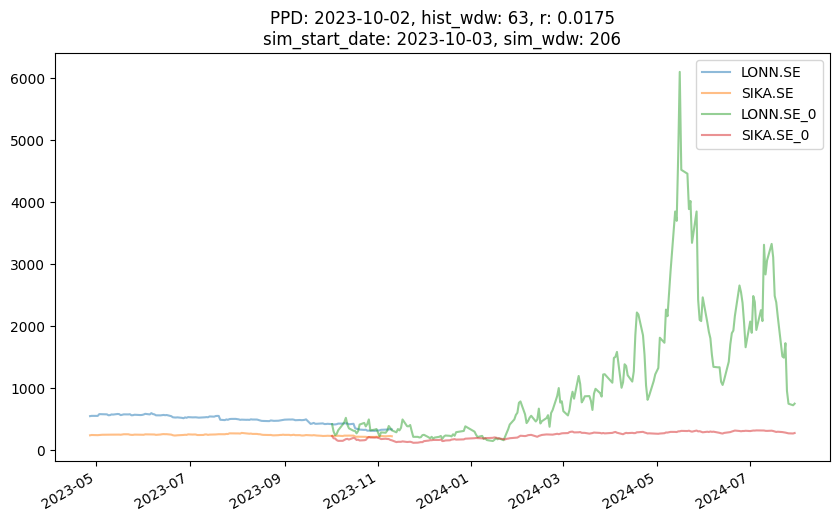 PPD: 2023-10-02, hist_wdw: 63, r: 0.0175
sim_start_date: 2023-10-03, sim_wdw: 206
6000
5000
4000
3000
2000
1000
0
LONN.SE
SIKA.SE
LONN.SE_0
SIKA.SE_0
2023-05
2023-07
2023-09
2023-11
2024-01
2024-03
2024-05
2024-07